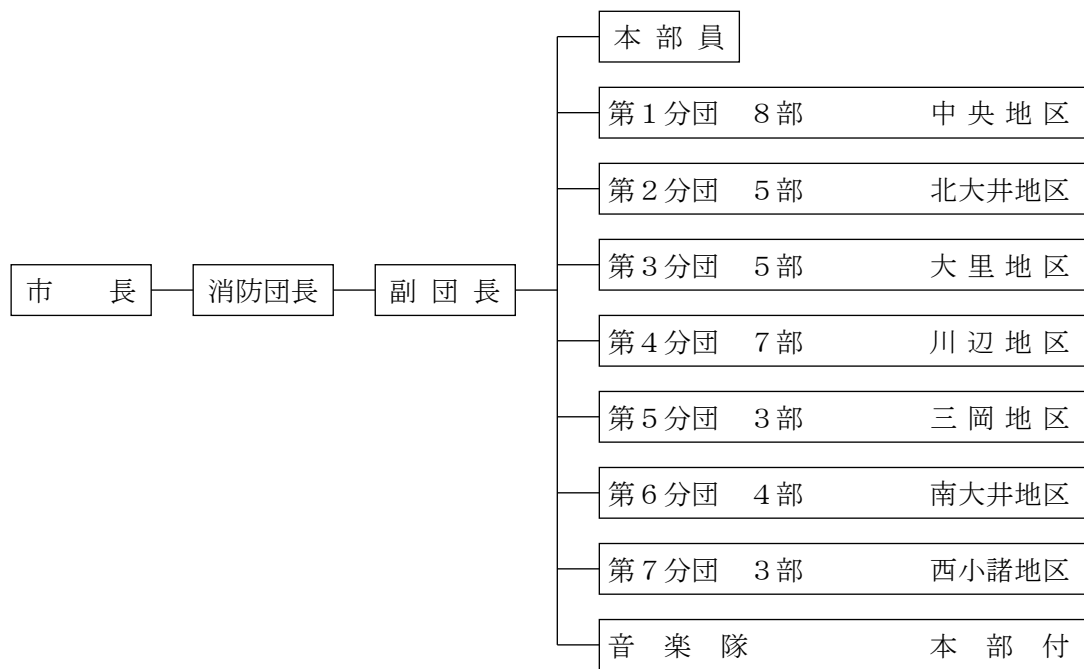 本部員
第１分団　８部　中央地区
第２分団　５部　北大井地区
第３分団　５部　大里地区
市長　消防団長　副団長
第４分団　７部　川辺地区
第５分団　３部　三岡地区
第６分団　４部　南大井地区
第７分団　３部　西小諸地区
音楽隊　本部付